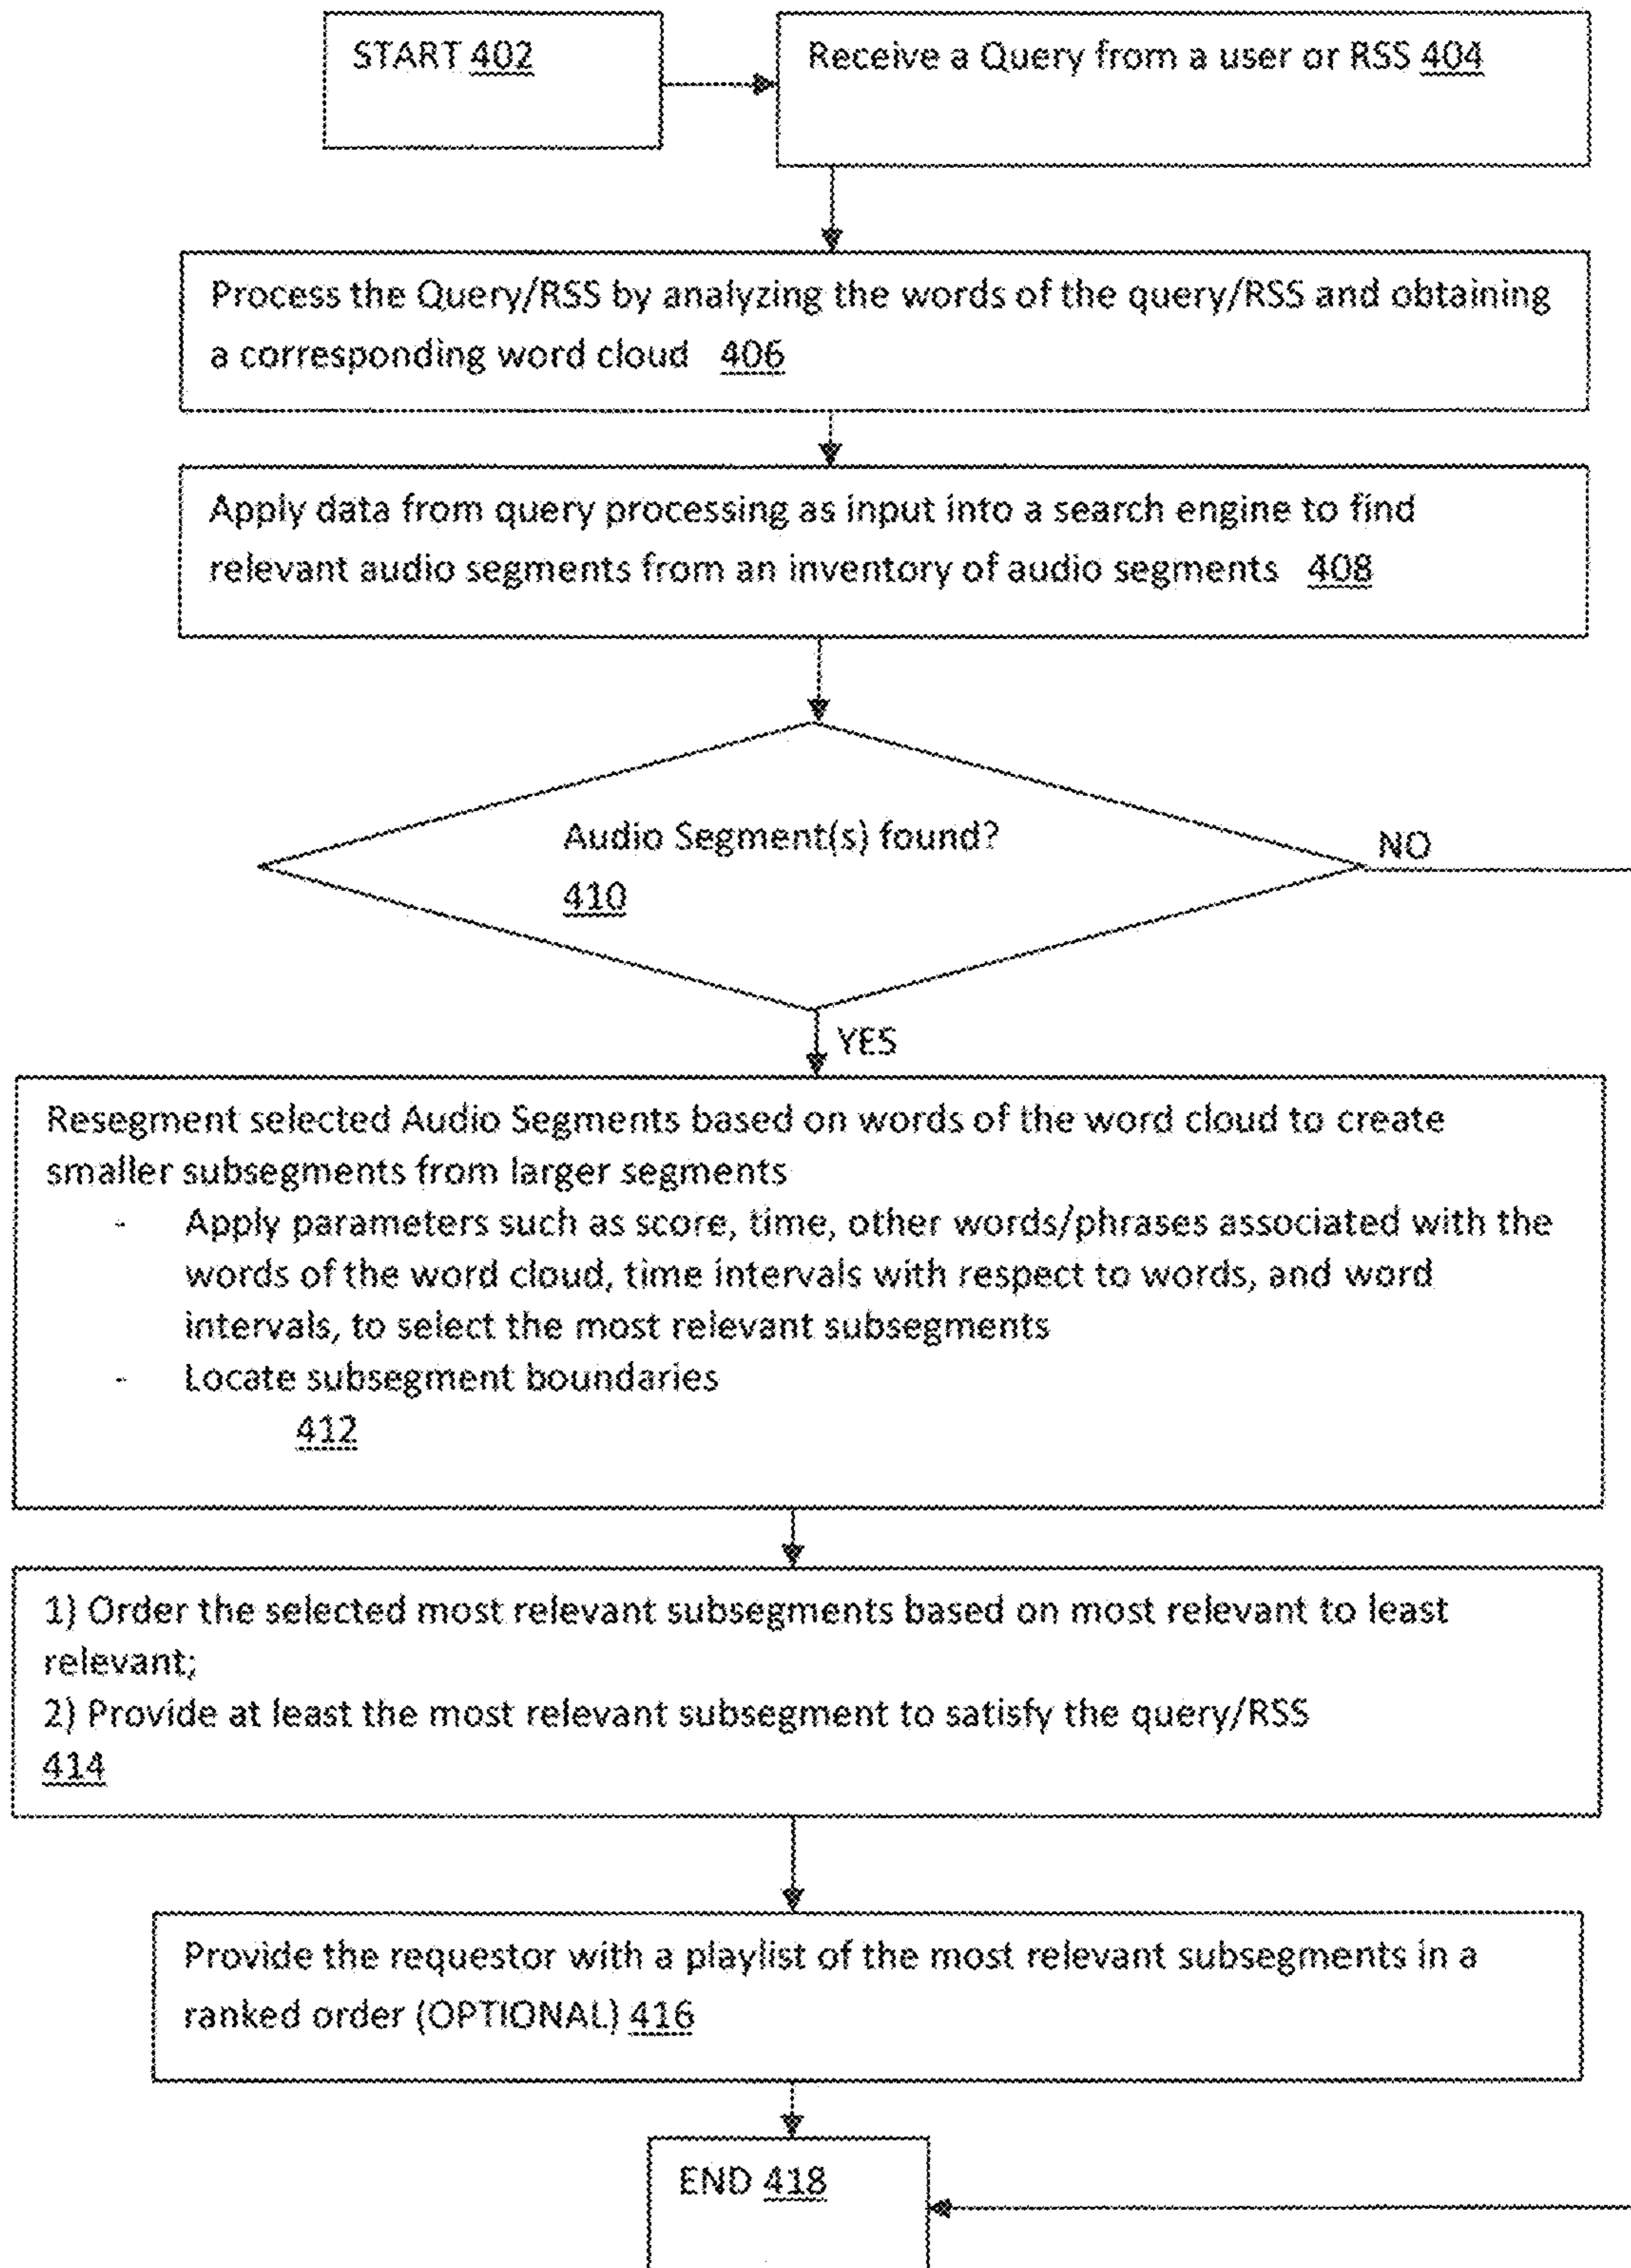 START 402
Receive a Query from a user or RSS 404
Process the Query/RSS by analyzing the words of the query/RSS and obtaining
a corresponding word cloud 406
Apply data from query processing as input into a search engine to find
relevant audio segments from an inventory of audio segments 408
Audio Segment(s) found?
410
NO
YES
Resegment selected Audio Segments based on words of the word cloud to create
smaller subsegments from larger segments
- Apply parameters such as score, time, other words/phrases associated with the
words of the word cloud, time intervals with respect to words, and word
intervals, to select the most relevant subsegments
- Locate subsegment boundaries
412
1) Order the selected most relevant subsegments based on most relevant to least
relevant;
2) Provide at least the most relevant subsegment to satisfy the query/RSS
414
Provide the requestor with a playlist of the most relevant subsegments in a
ranked order (OPTIONAL) 416
END 418